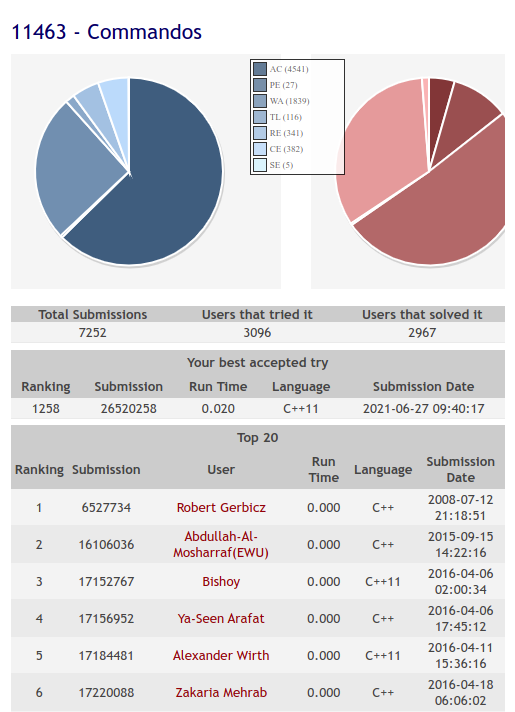 11463 - Commandos
AC (4541)
PE (27)
WA (1839)
TL (116)
RE (341)
CE (382)
SE (5)
Total Submissions Users that tried it Users that solved it
7252 3096 2967
Your best accepted try
Ranking Submission Run Time Language Submission Date
1258 26520258 0.020 C++11 2021-06-27 09:40:17
Top 20
Ranking Submission User Run Time Language Submission Date
1 6527734 Robert Gerbicz 0.000 C++ 2008-07-12 21:18:51
2 16106036 Abdullah-Al-Mosharraf(EWU) 0.000 C++ 2015-09-15 14:22:16
3 17152767 Bishoy 0.000 C++11 2016-04-06 02:00:34
4 17156952 Ya-Seen Arafat 0.000 C++ 2016-04-06 17:45:12
5 17184481 Alexander Wirth 0.000 C++11 2016-04-11 15:36:16
6 17220088 Zakaria Mehrab 0.000 C++ 2016-04-18 06:06:02